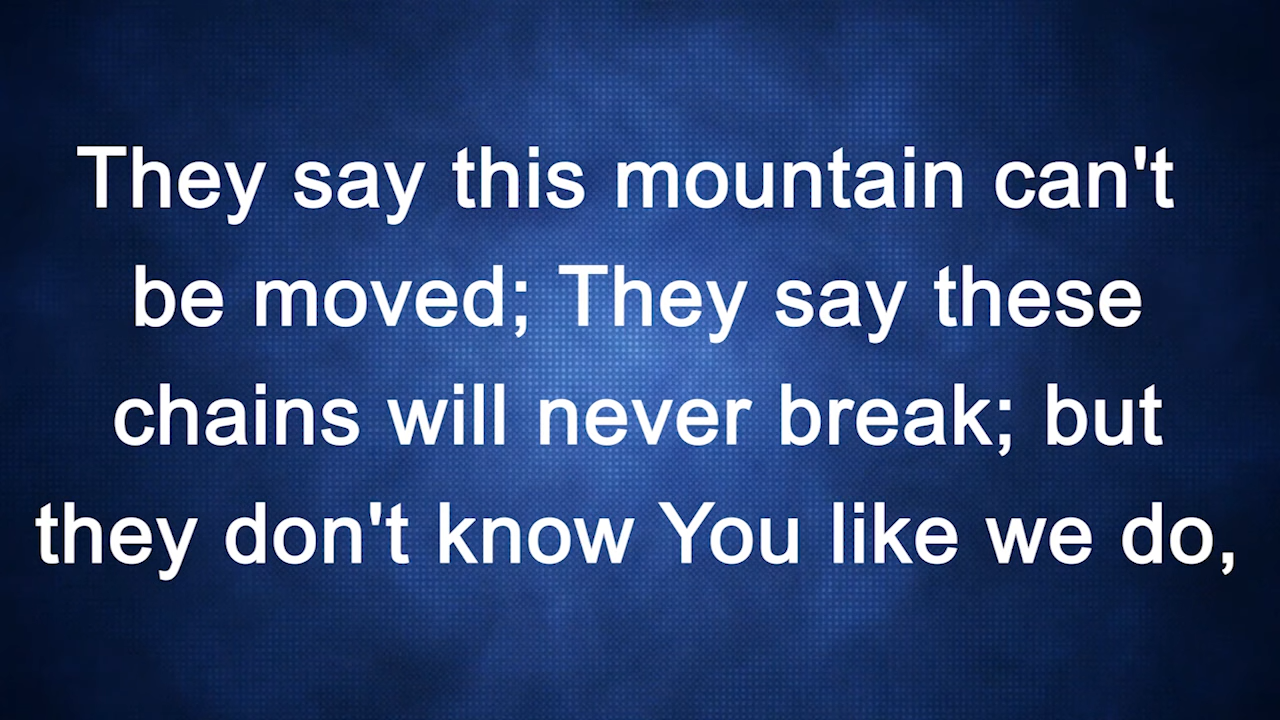 They say this mountain can't
be moved; They say these
chains will never break; but
they don't know You like we do,